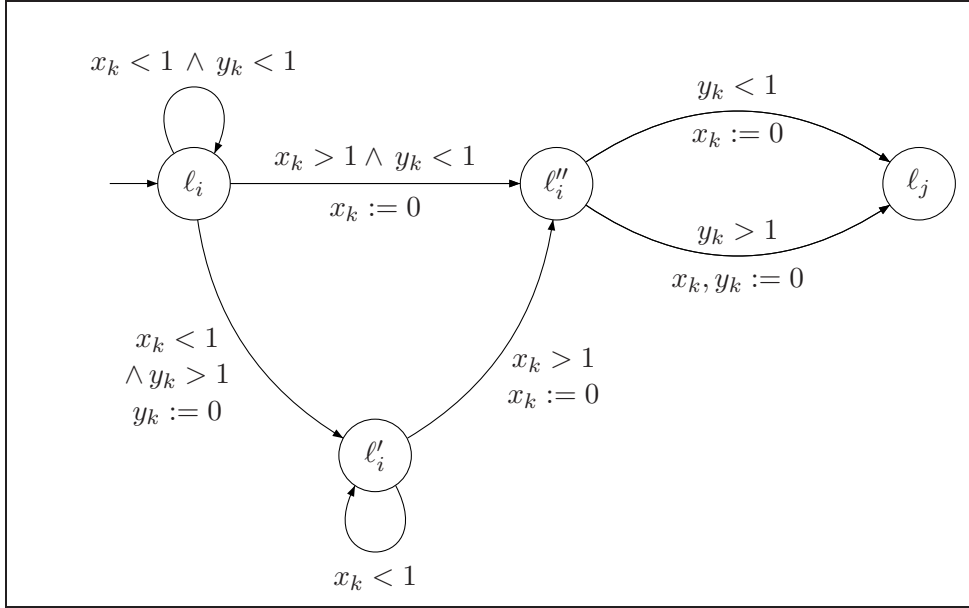 x_k < 1 ∧ y_k < 1
y_k < 1
x_k := 0
x_k > 1 ∧ y_k < 1
x_k := 0
ℓ_i
ℓ''_i
ℓ_j
y_k > 1
x_k, y_k := 0
x_k < 1
∧ y_k > 1
y_k := 0
x_k > 1
x_k := 0
ℓ'_i
x_k < 1